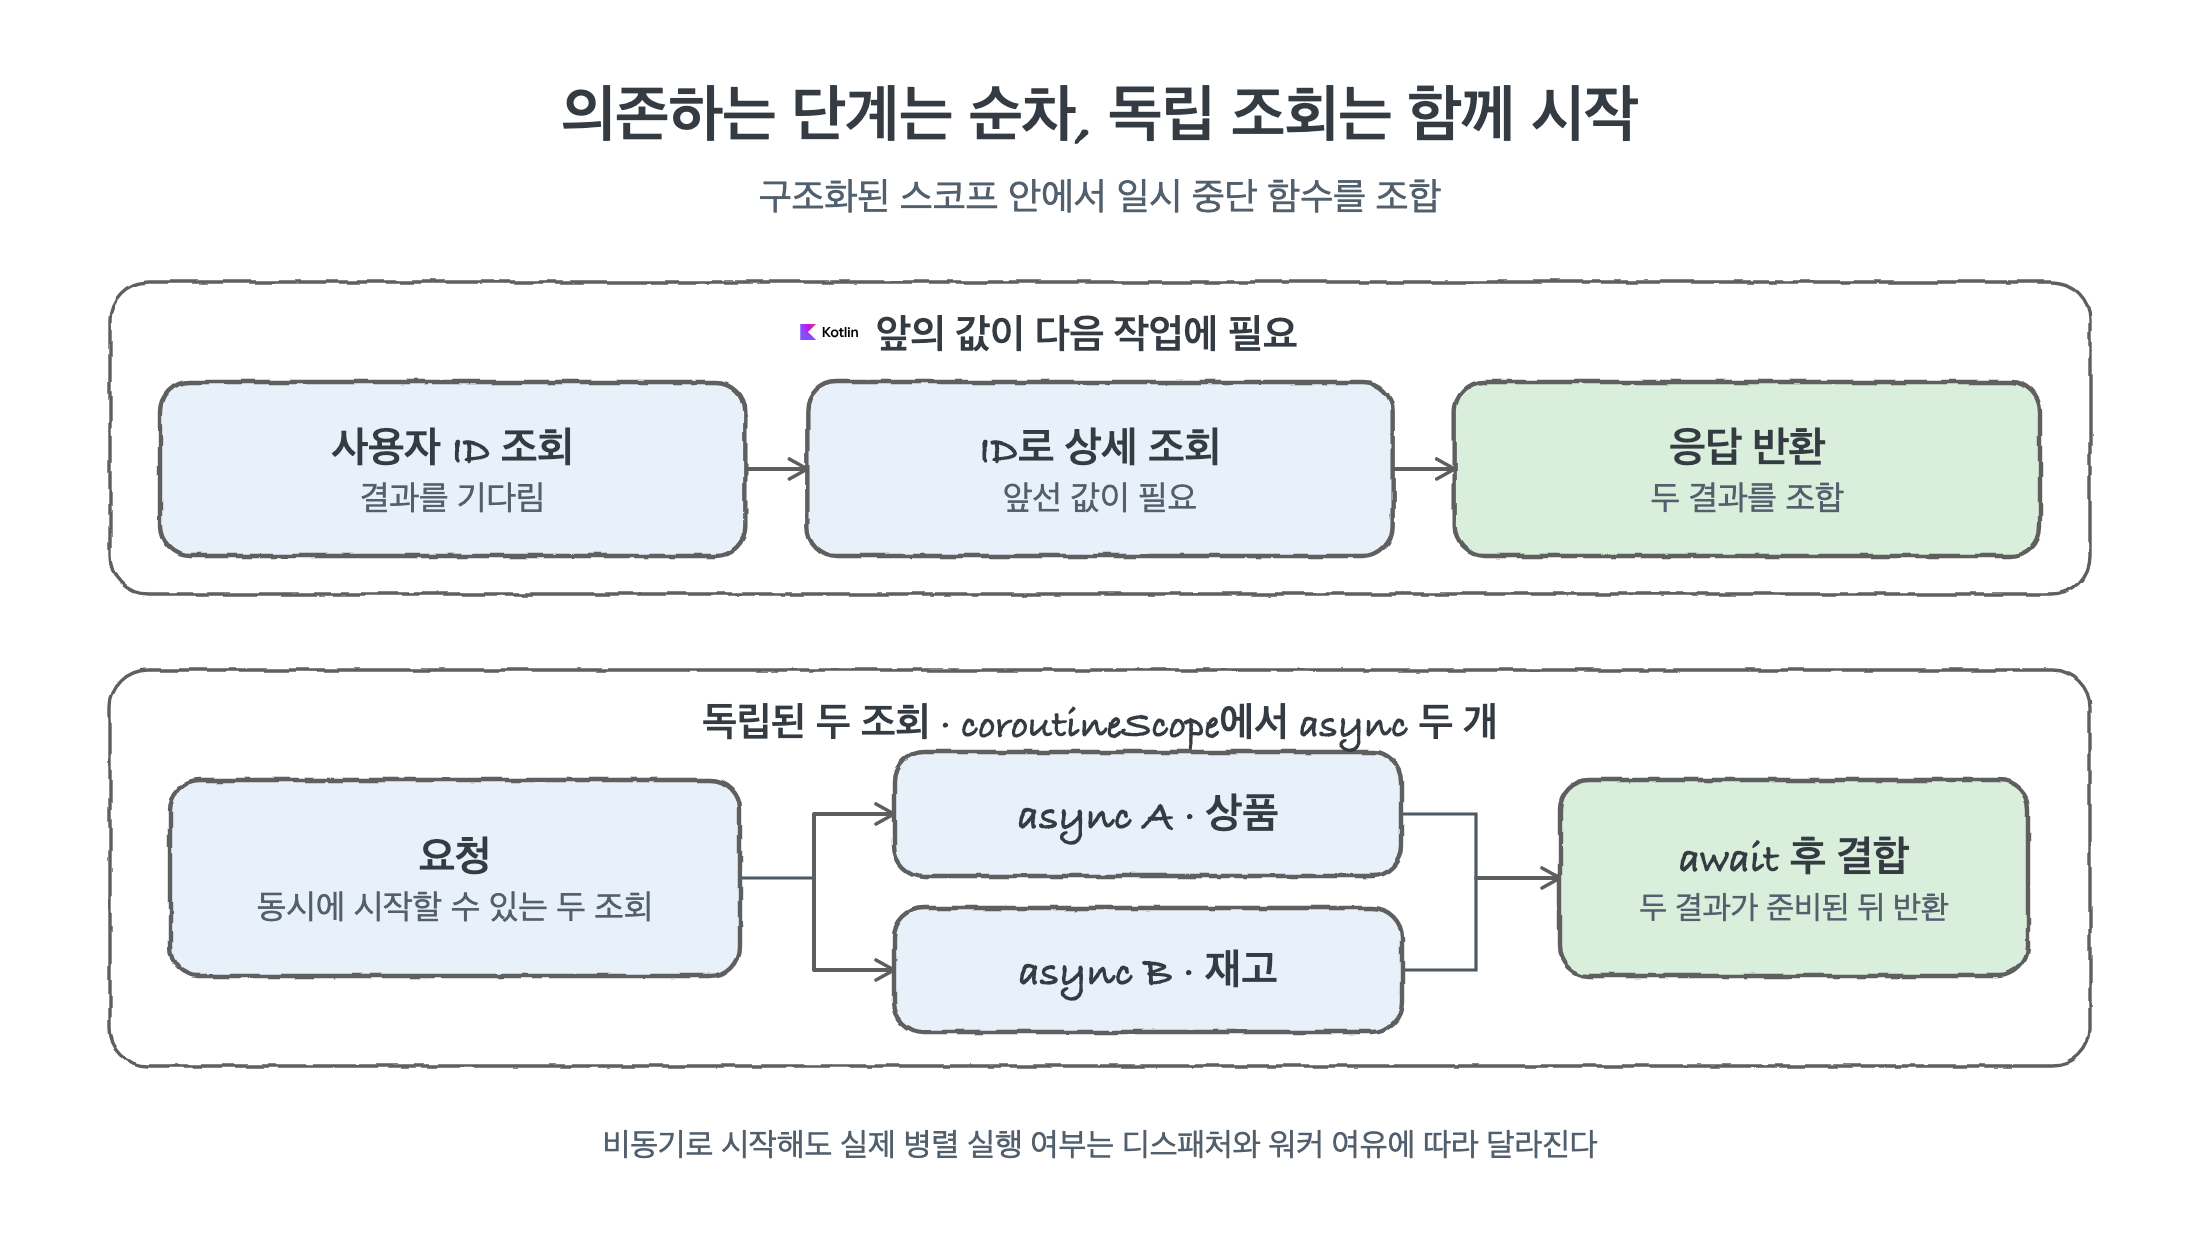 의존하는 단계는 순차, 독립 조회는 함께 시작
구조화된 스코프 안에서 일시 중단 함수를 조합
Kotlin 앞의 값이 다음 작업에 필요
사용자 ID 조회
결과를 기다림
ID로 상세 조회
앞선 값이 필요
응답 반환
두 결과를 조합
독립된 두 조회 · coroutineScope에서 async 두 개
요청
동시에 시작할 수 있는 두 조회
async A · 상품
async B · 재고
await 후 결합
두 결과가 준비된 뒤 반환
비동기로 시작해도 실제 병렬 실행 여부는 디스패처와 워커 여유에 따라 달라진다